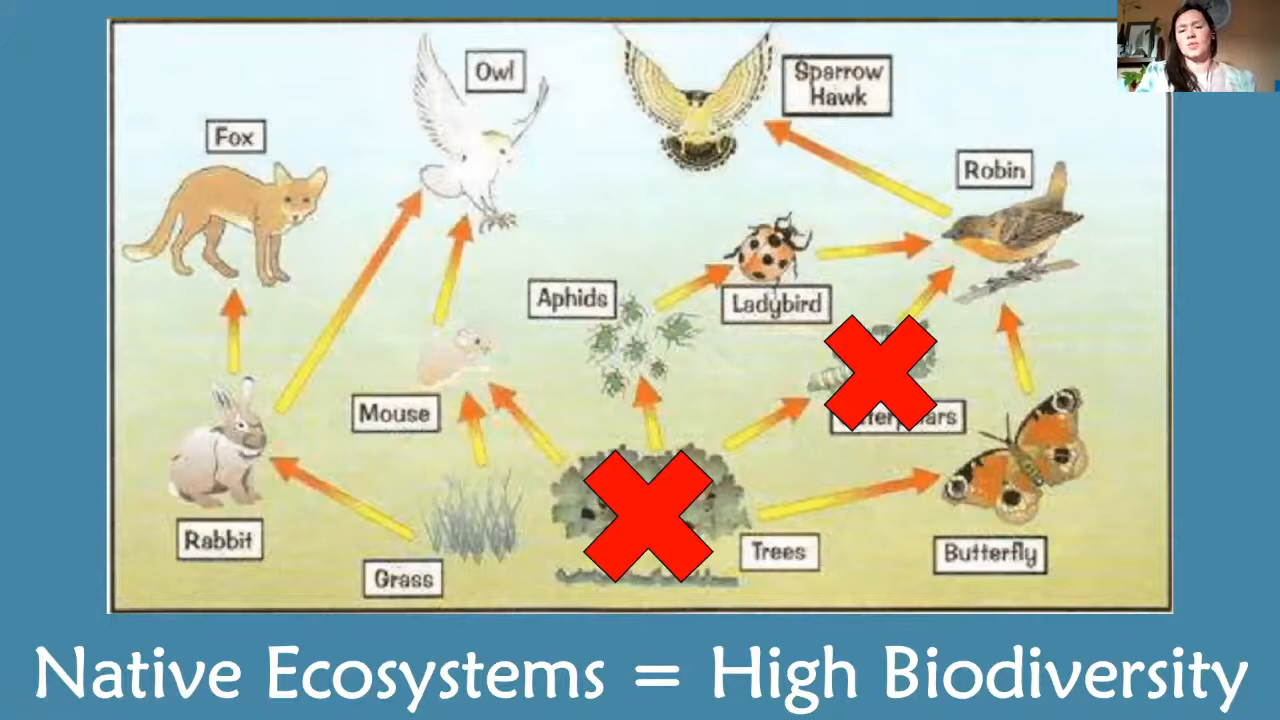 Owl
Sparrow
Hawk
Fox
Robin
Aphids
Ladybird
Mouse
Rabbit
Grass
Trees
Butterfly
Native Ecosystems = High Biodiversity